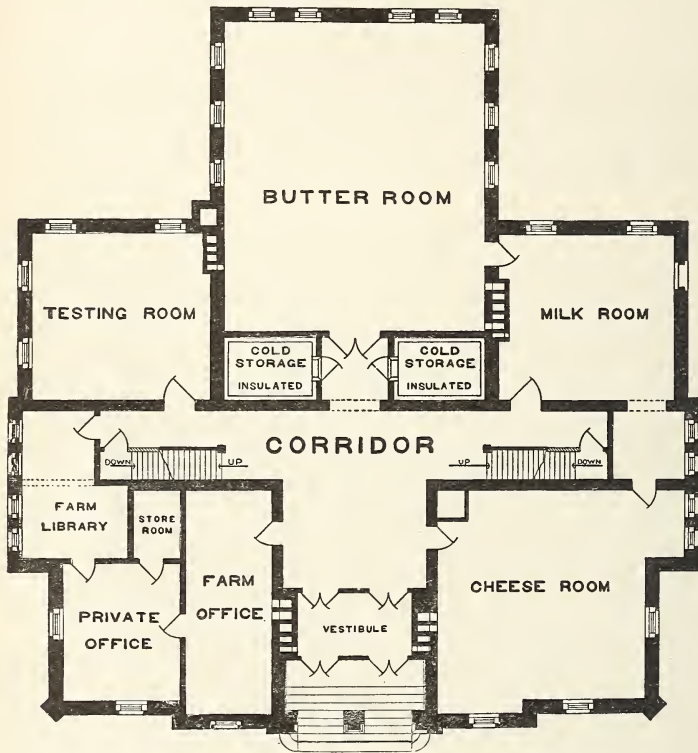 BUTTER ROOM
TESTING ROOM
MILK ROOM
COLD
STORAGE
INSULATED
COLD
STORAGE
INSULATED
CORRIDOR
DOWN
UP
UP
DOWN
FARM
LIBRARY
STORE
ROOM
FARM
OFFICE
PRIVATE
OFFICE
VESTIBULE
CHEESE ROOM